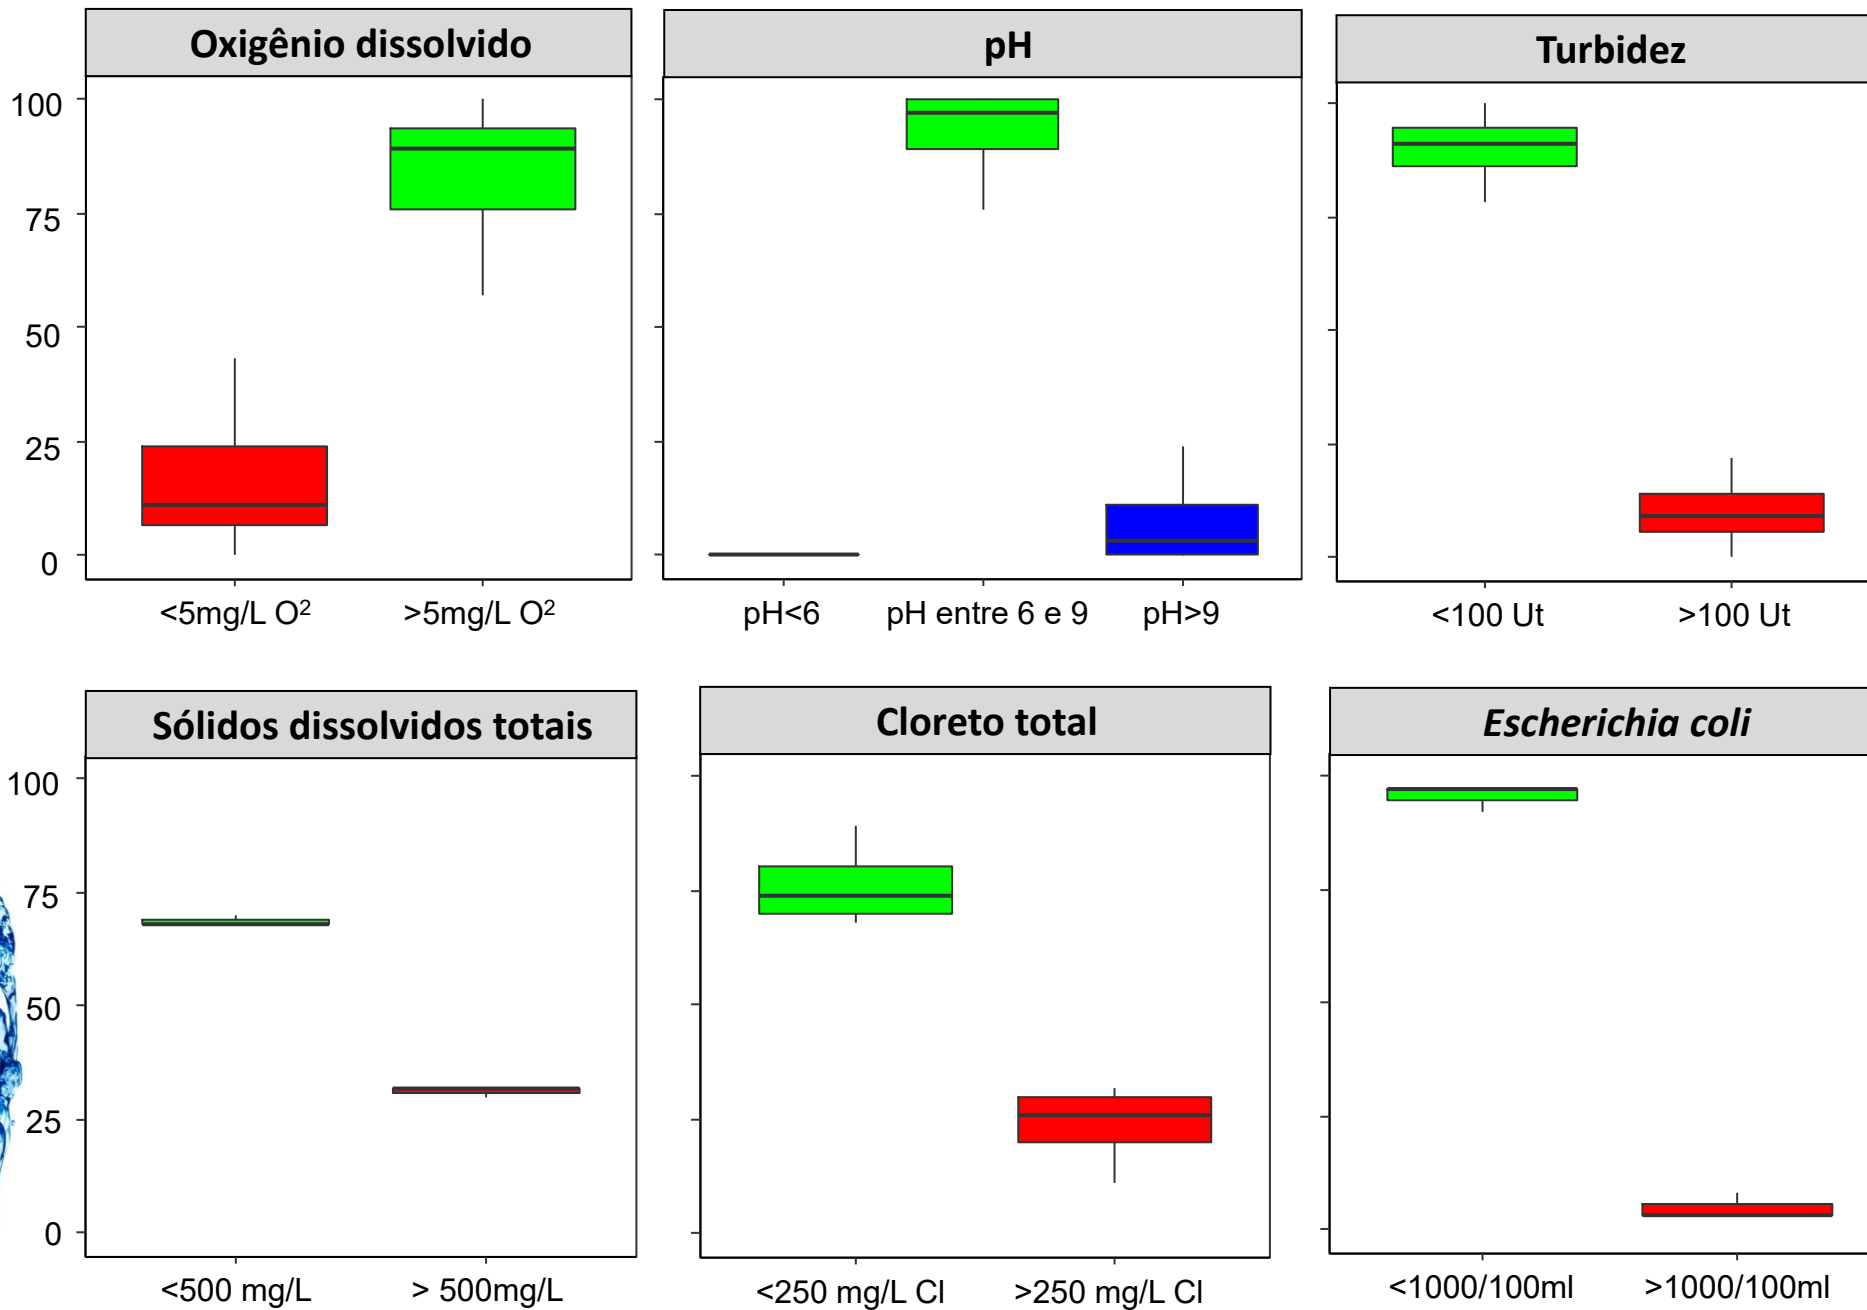 Oxigênio dissolvido
pH
Turbidez
100
75
50
25
0
<5mg/L O²
>5mg/L O²
pH<6
pH entre 6 e 9
pH>9
<100 Ut
>100 Ut
Sólidos dissolvidos totais
Cloreto total
Escherichia coli
100
75
50
25
0
<500 mg/L
> 500mg/L
<250 mg/L Cl
>250 mg/L Cl
<1000/100ml
>1000/100ml